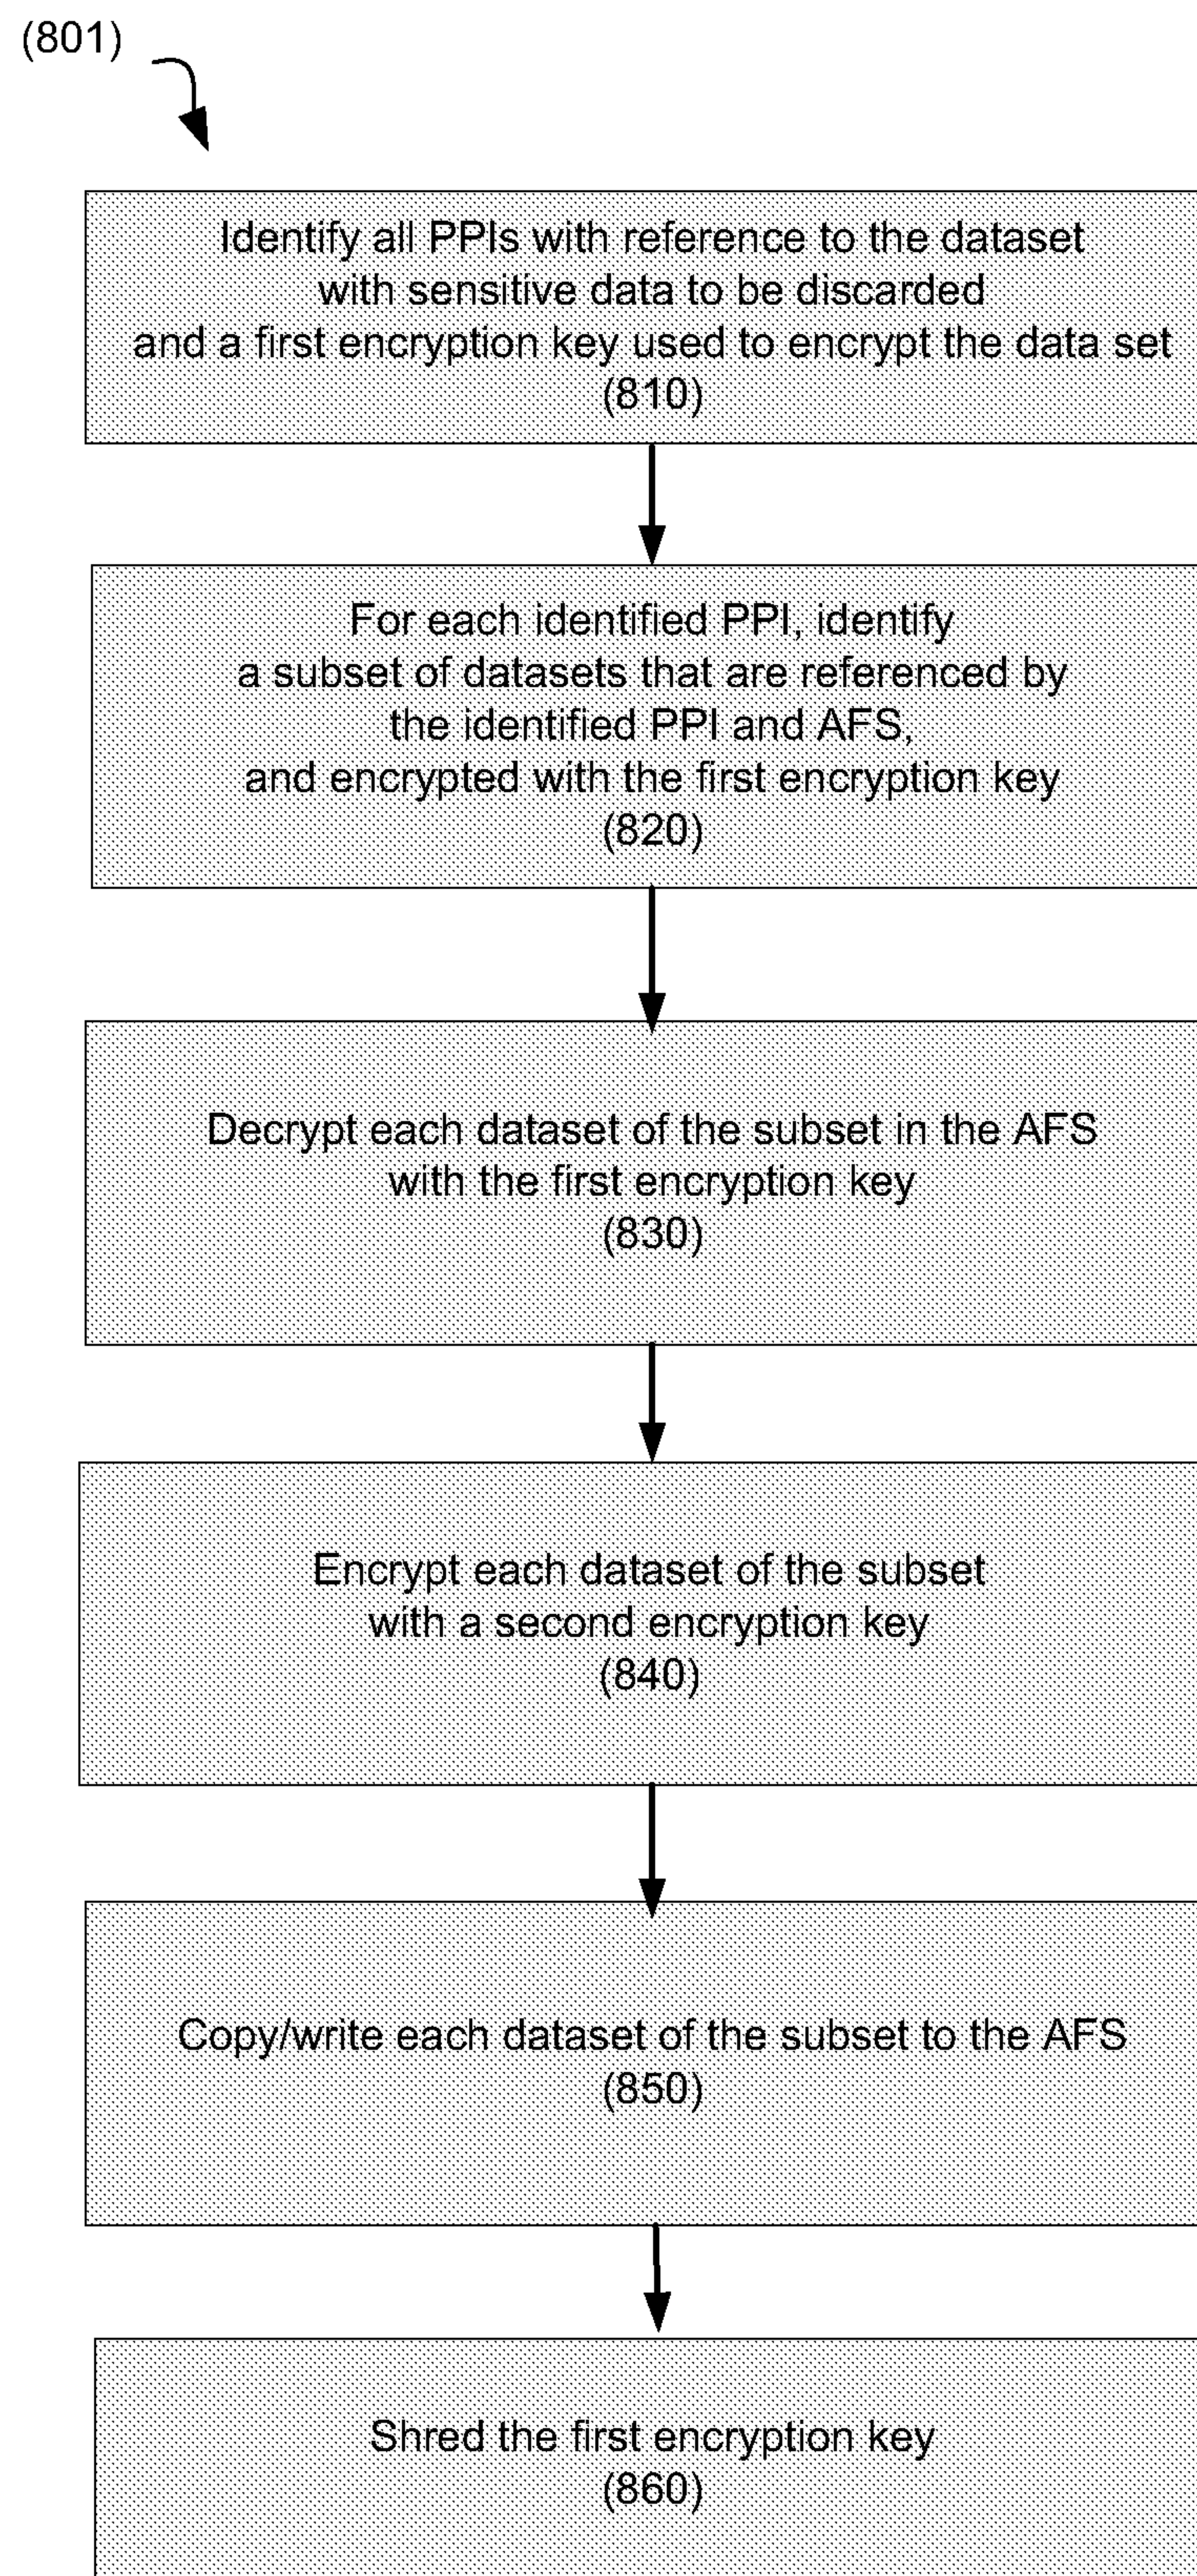 (801)
Identify all PPIs with reference to the dataset
with sensitive data to be discarded
and a first encryption key used to encrypt the data set
(810)
For each identified PPI, identify
a subset of datasets that are referenced by
the identified PPI and AFS,
and encrypted with the first encryption key
(820)
Decrypt each dataset of the subset in the AFS
with the first encryption key
(830)
Encrypt each dataset of the subset
with a second encryption key
(840)
Copy/write each dataset of the subset to the AFS
(850)
Shred the first encryption key
(860)